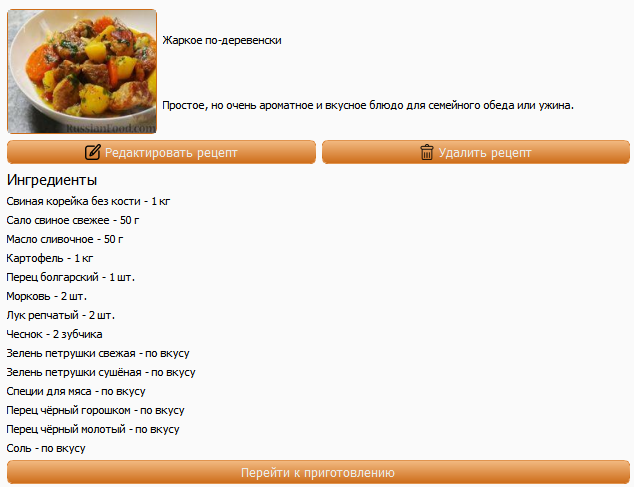 Жаркое по-деревенски
RussianFood.com
Простое, но очень ароматное и вкусное блюдо для семейного обеда или ужина.
Редактировать рецепт
Удалить рецепт
Ингредиенты
Свиная корейка без кости - 1 кг
Сало свиное свежее - 50 г
Масло сливочное - 50 г
Картофель - 1 кг
Перец болгарский - 1 шт.
Морковь - 2 шт.
Лук репчатый - 2 шт.
Чеснок - 2 зубчика
Зелень петрушки свежая - по вкусу
Зелень петрушки сушёная - по вкусу
Специи для мяса - по вкусу
Перец чёрный горошком - по вкусу
Перец чёрный молотый - по вкусу
Соль - по вкусу
Перейти к приготовлению